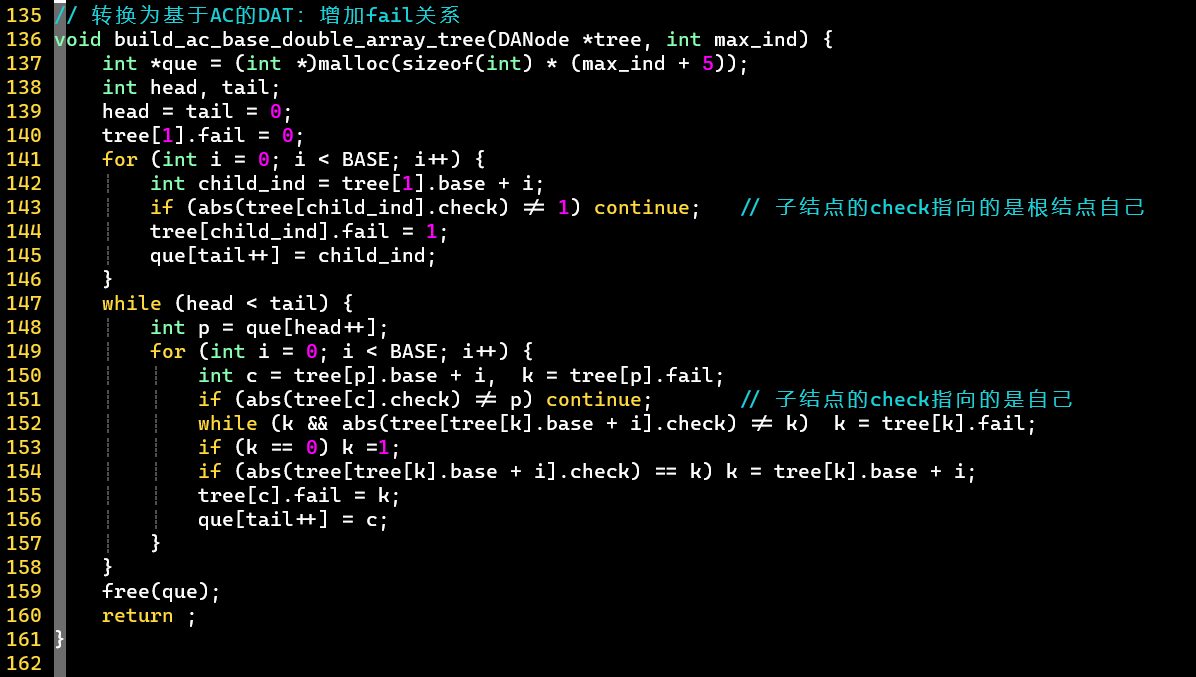 135 // 转换为基于AC的DAT: 增加fail关系
136 void build_ac_base_double_array_tree(DANode *tree, int max_ind) {
137     int *que = (int *)malloc(sizeof(int) * (max_ind + 5));
138     int head, tail;
139     head = tail = 0;
140     tree[1].fail = 0;
141     for (int i = 0; i < BASE; i++) {
142         int child_ind = tree[1].base + i;
143         if (abs(tree[child_ind].check) != 1) continue;   // 子结点的check指向的是根结点自己
144         tree[child_ind].fail = 1;
145         que[tail++] = child_ind;
146     }
147     while (head < tail) {
148         int p = que[head++];
149         for (int i = 0; i < BASE; i++) {
150             int c = tree[p].base + i,  k = tree[p].fail;
151             if (abs(tree[c].check) != p) continue;       // 子结点的check指向的是自己
152             while (k && abs(tree[tree[k].base + i].check) != k)  k = tree[k].fail;
153             if (k == 0) k =1;
154             if (abs(tree[tree[k].base + i].check) == k) k = tree[k].base + i;
155             tree[c].fail = k;
156             que[tail++] = c;
157         }
158     }
159     free(que);
160     return ;
161 }
162